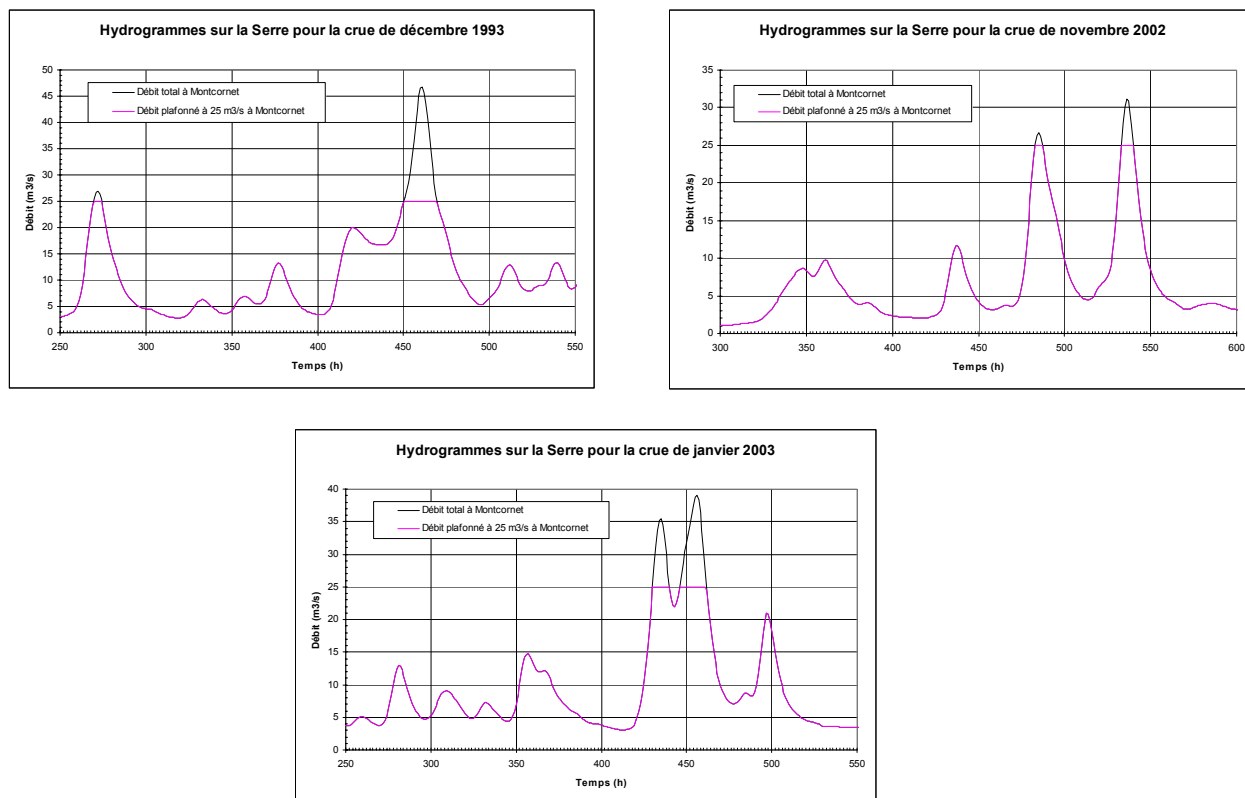 Hydrogrammes sur la Serre pour la crue de décembre 1993
50
45
40
35
30
25
20
15
10
5
0
Débit (m3/s)
Débit total à Montcornet
Débit plafonné à 25 m3/s à Montcornet
250 300 350 400 450 500 550
Temps (h)
Hydrogrammes sur la Serre pour la crue de novembre 2002
35
30
25
20
15
10
5
0
Débit (m3/s)
Débit total à Montcornet
Débit plafonné à 25 m3/s à Montcornet
300 350 400 450 500 550 600
Temps (h)
Hydrogrammes sur la Serre pour la crue de janvier 2003
40
35
30
25
20
15
10
5
0
Débit (m3/s)
Débit total à Montcornet
Débit plafonné à 25 m3/s à Montcornet
250 300 350 400 450 500 550
Temps (h)